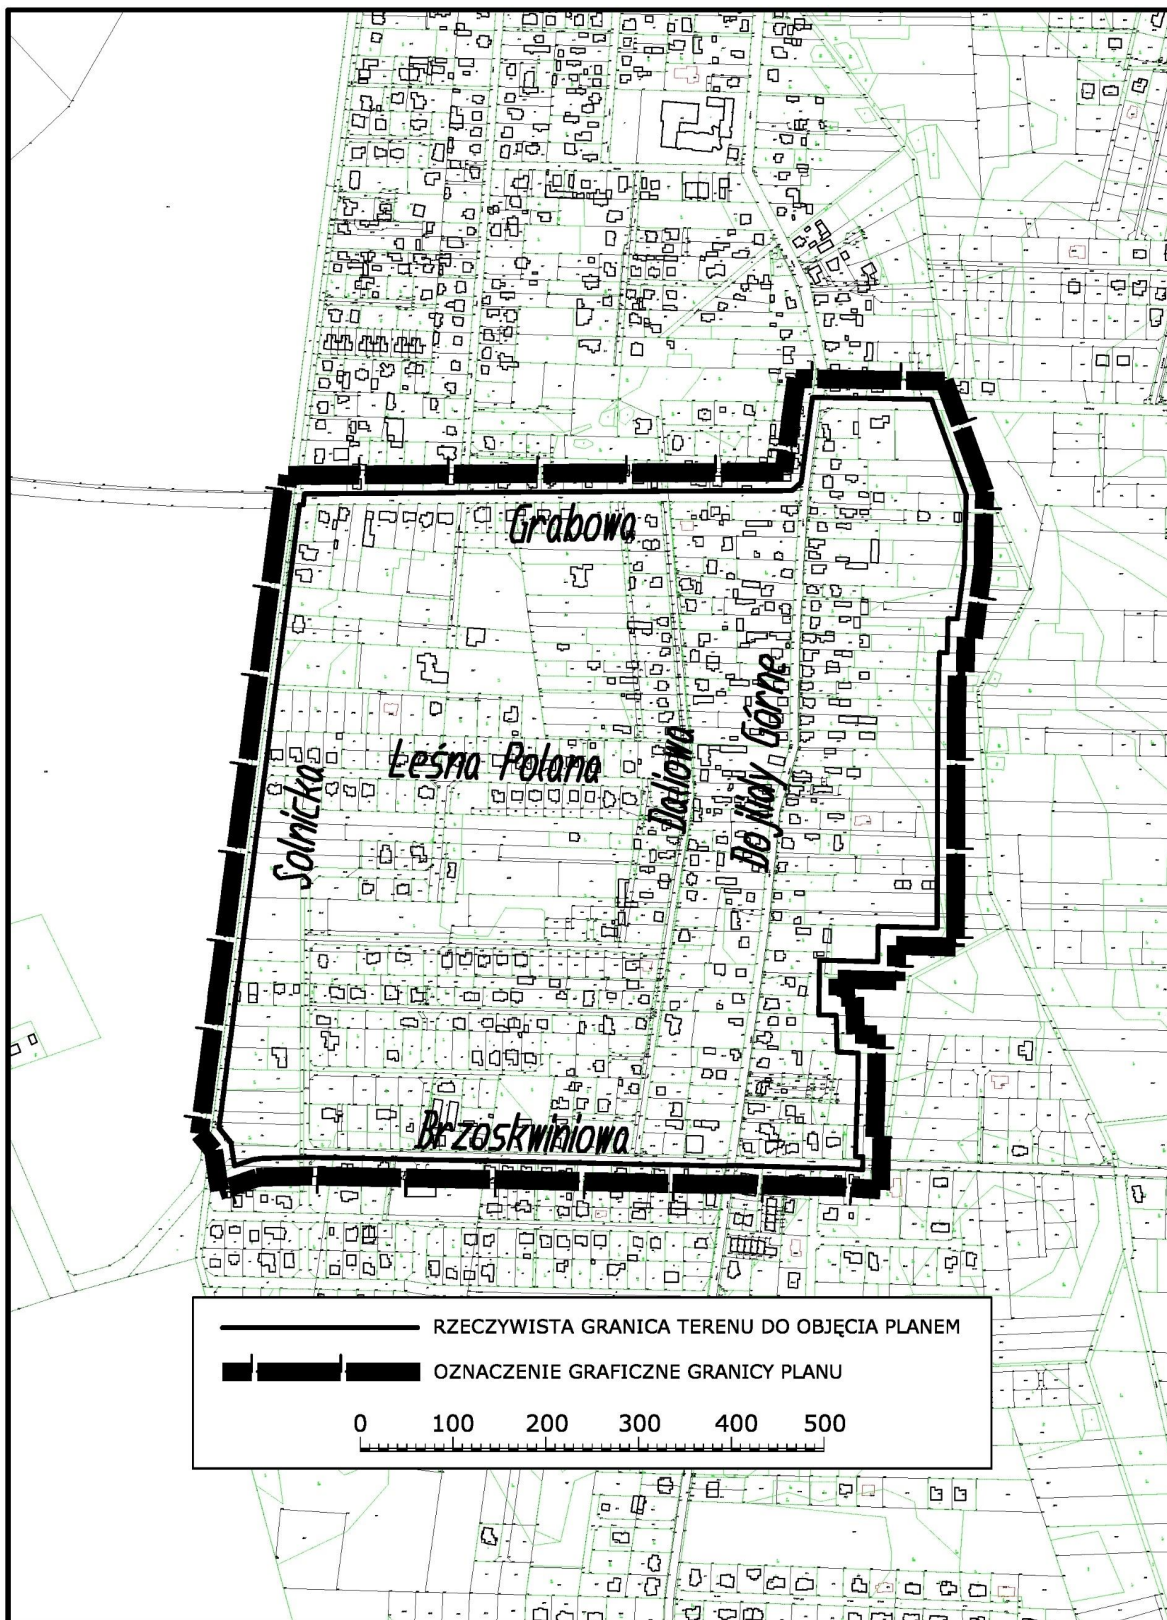 Grabowa
Dojlidy Górne
Daliowa
Leśna Polana
Solnicka
Brzoskwiniowa
RZECZYWISTA GRANICA TERENU DO OBJĘCIA PLANEM
OZNACZENIE GRAFICZNE GRANICY PLANU
0 100 200 300 400 500